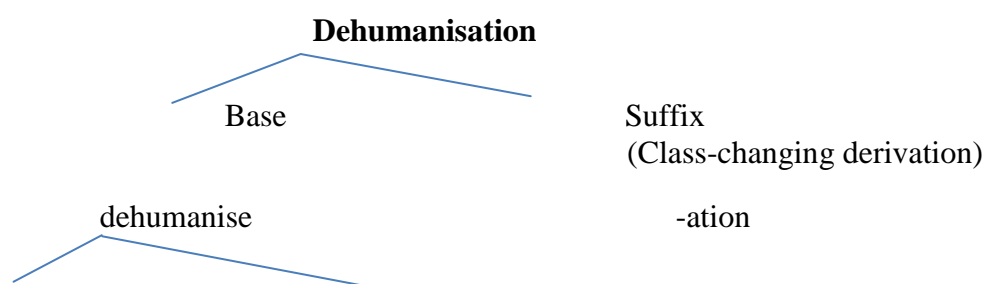 Dehumanisation
Base Suffix
(Class-changing derivation)
dehumanise -ation